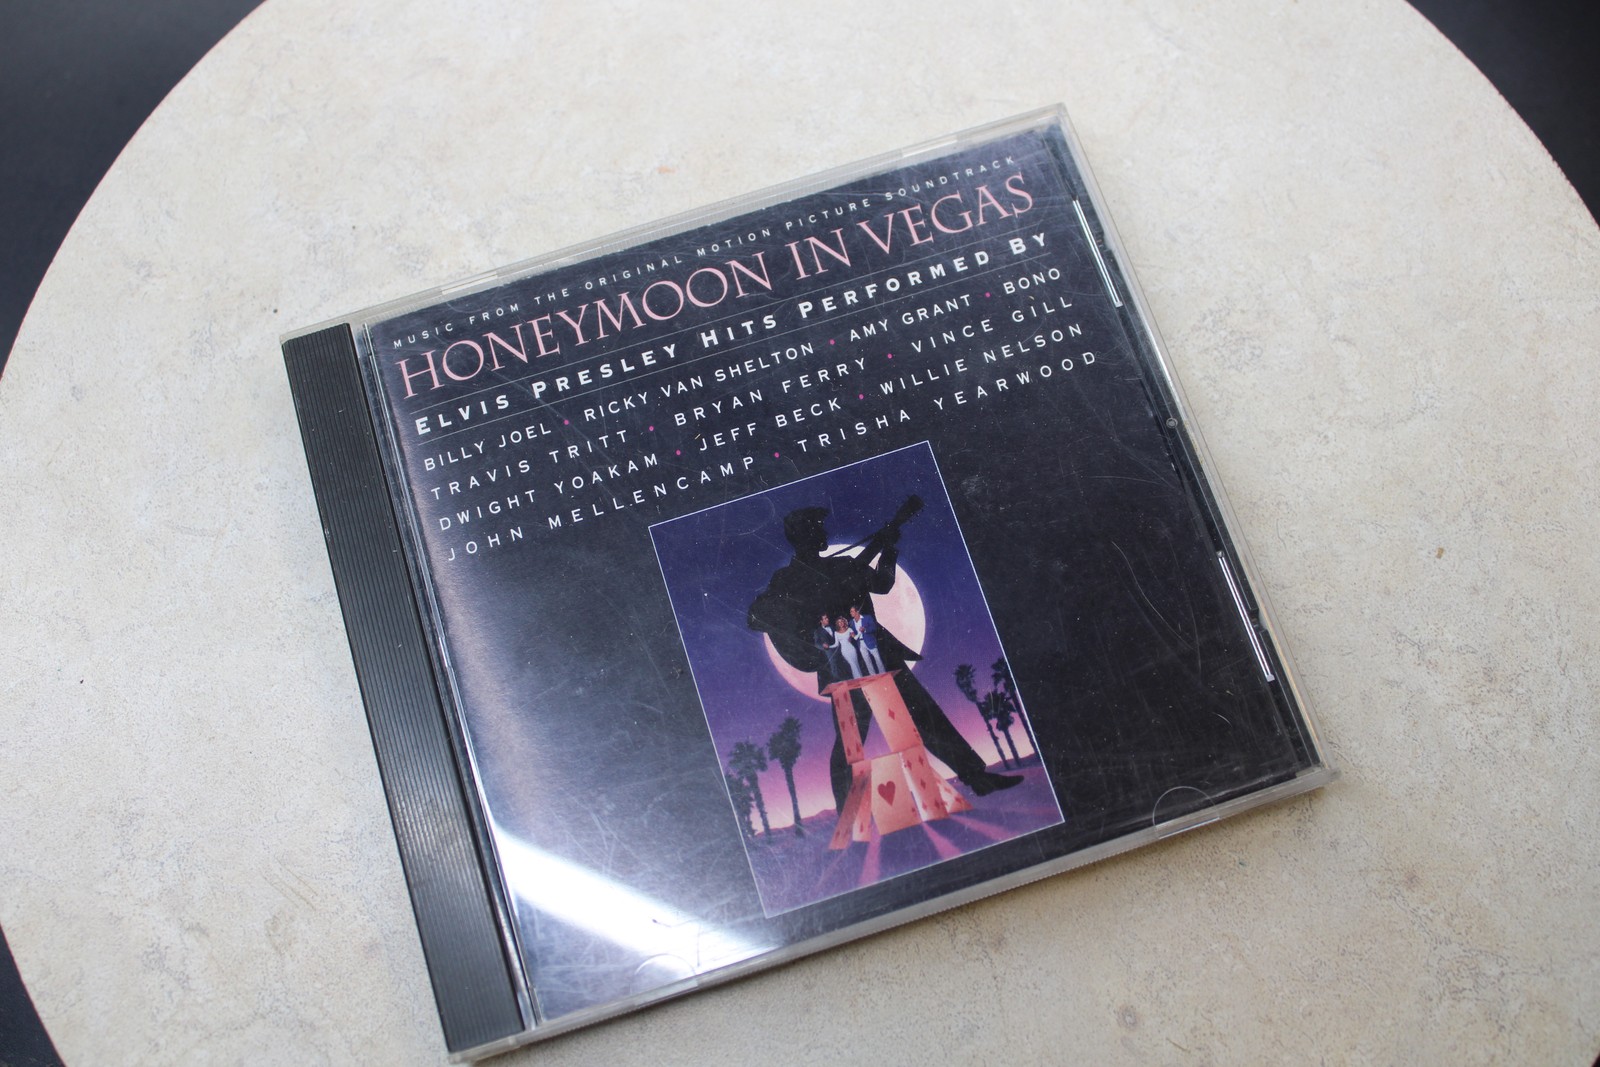 MUSIC FROM THE ORIGINAL MOTION PICTURE SOUNDTRACK
HONEYMOON IN VEGAS
ELVIS PRESLEY HITS PERFORMED BY
BILLY JOEL • RICKY VAN SHELTON • AMY GRANT • BONO
TRAVIS TRITT • BRYAN FERRY • VINCE GILL
DWIGHT YOAKAM • JEFF BECK • WILLIE NELSON
JOHN MELLENCAMP • TRISHA YEARWOOD